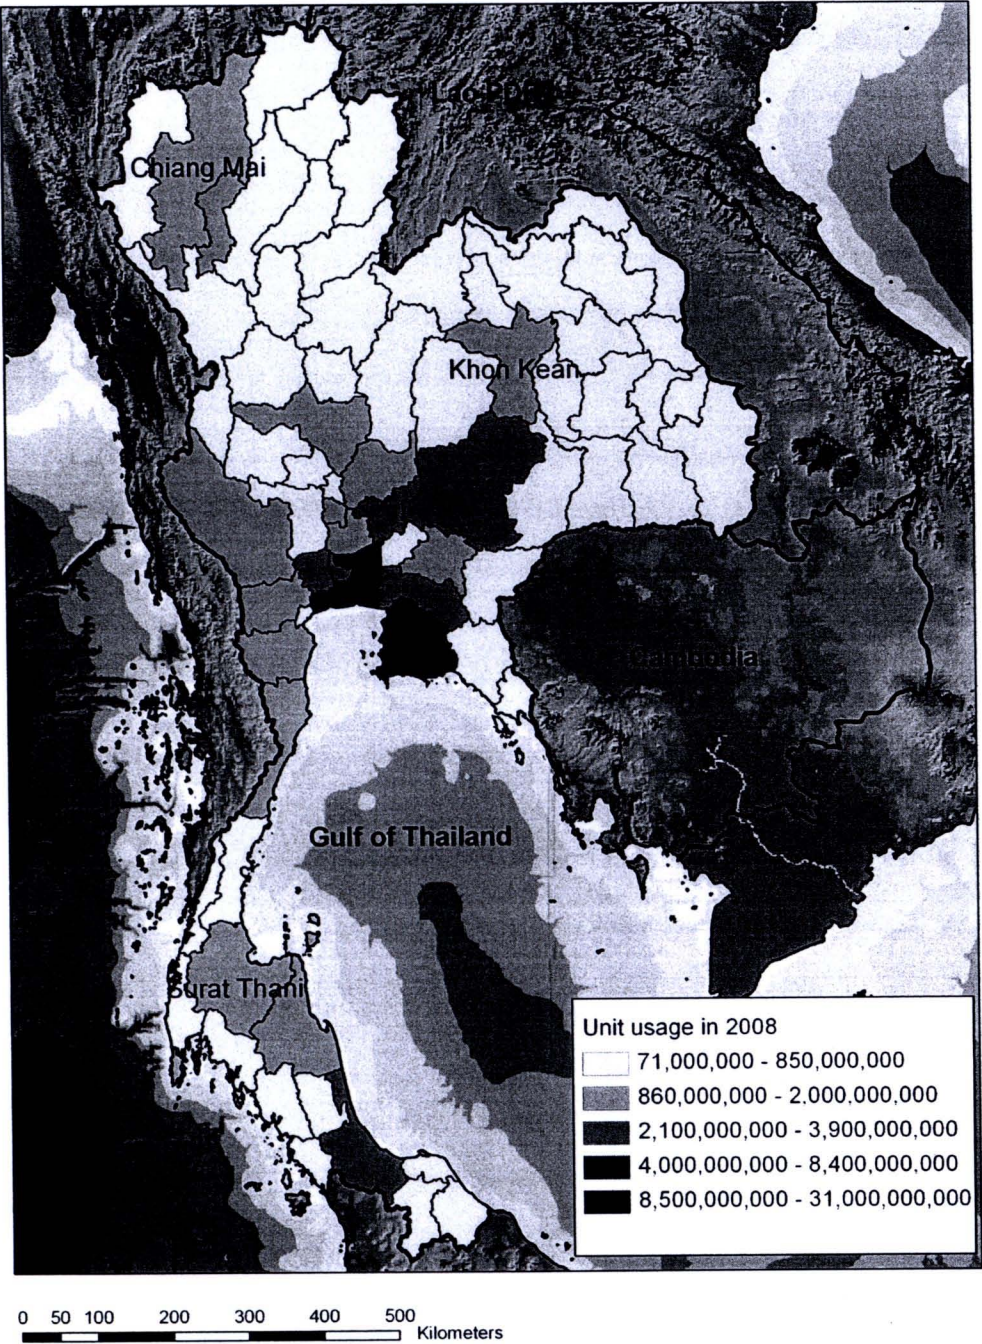 Lao PDR
Chiang Mai
Khon Kean
Cambodia
Gulf of Thailand
Surat Thani
Unit usage in 2008
71,000,000 - 850,000,000
860,000,000 - 2,000,000,000
2,100,000,000 - 3,900,000,000
4,000,000,000 - 8,400,000,000
8,500,000,000 - 31,000,000,000
0 50 100 200 300 400 500
Kilometers